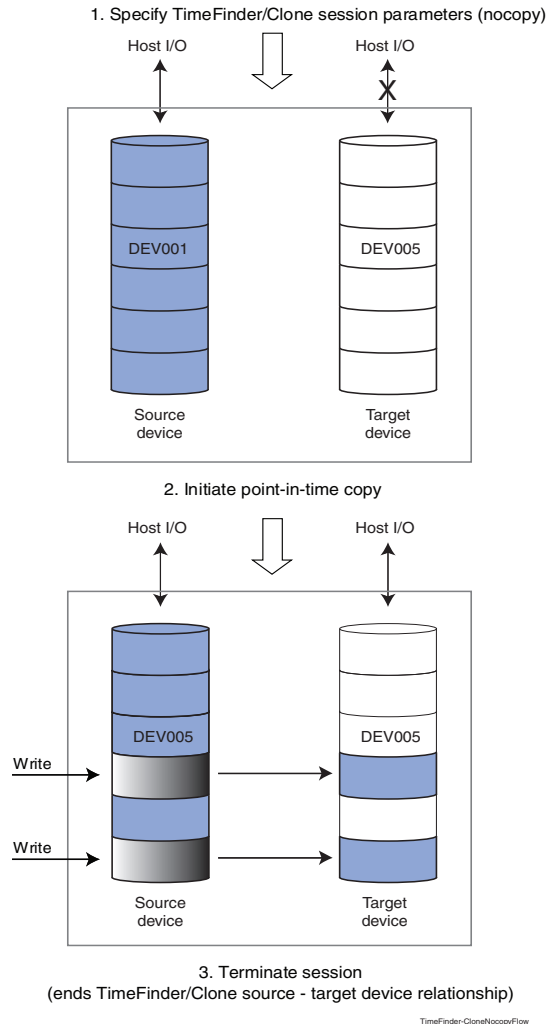 1. Specify TimeFinder/Clone session parameters (nocopy)
Host I/O
Host I/O
X
DEV001
DEV005
Source
device
Target
device
2. Initiate point-in-time copy
Host I/O
Host I/O
DEV005
DEV005
Write
Write
Source
device
Target
device
3. Terminate session
(ends TimeFinder/Clone source - target device relationship)
TimeFinder-CloneNocopyFlow